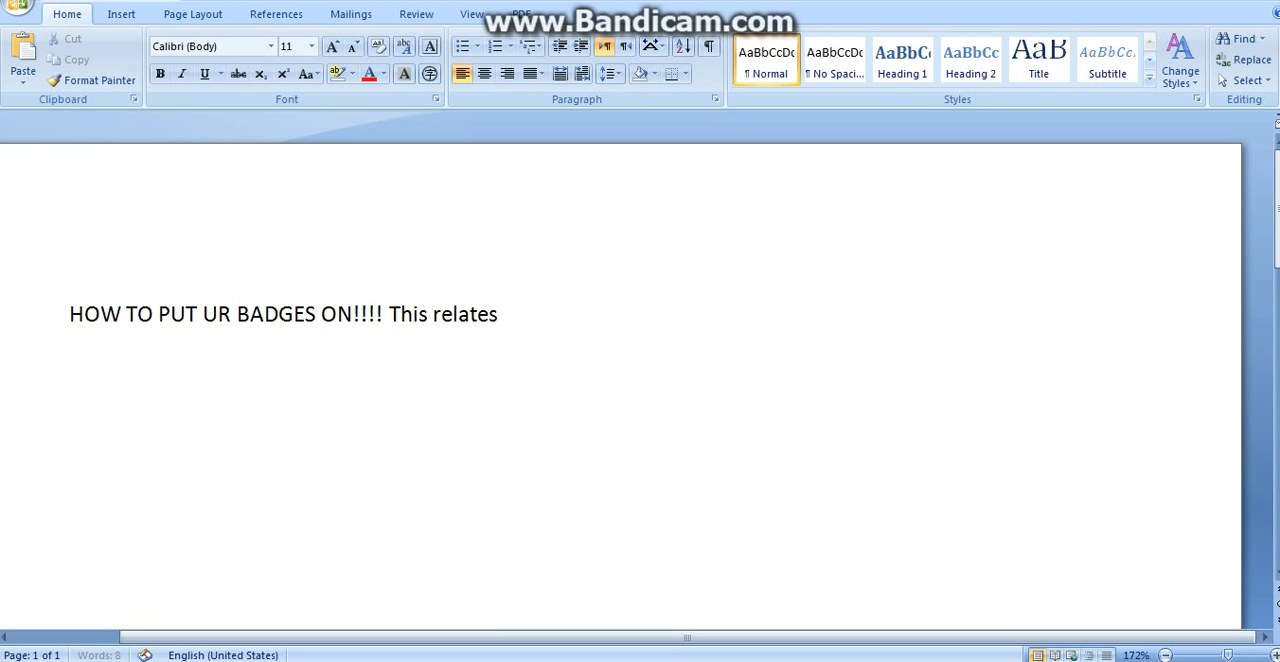 www.Bandicam.com
Home Insert Page Layout References Mailings Review View PDF
Paste
Cut
Copy
Format Painter
Clipboard
Calibri (Body) 11
Font
Paragraph
AaBbCcDc AaBbCcDc AaBbC AaBbCc AaB AaBbCc.
¶ Normal ¶ No Spaci... Heading 1 Heading 2 Title Subtitle
Change Styles
Styles
Find
Replace
Select
Editing
HOW TO PUT UR BADGES ON!!!! This relates
Page: 1 of 1 Words: 8 English (United States) 172%